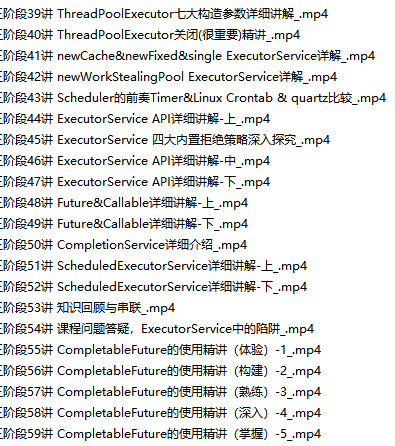 阶段39讲 ThreadPoolExecutor七大构造参数详细讲解_.mp4
阶段40讲 ThreadPoolExecutor关闭(很重要)精讲_.mp4
阶段41讲 newCache&newFixed&single ExecutorService详解_.mp4
阶段42讲 newWorkStealingPool ExecutorService详解_.mp4
阶段43讲 Scheduler的前奏Timer&Linux Crontab & quartz比较_.mp4
阶段44讲 ExecutorService API详细讲解-上_.mp4
阶段45讲 ExecutorService 四大内置拒绝策略深入探究_.mp4
阶段46讲 ExecutorService API详细讲解-中_.mp4
阶段47讲 ExecutorService API详细讲解-下_.mp4
阶段48讲 Future&Callable详细讲解-上_.mp4
阶段49讲 Future&Callable详细讲解-下_.mp4
阶段50讲 CompletionService详细介绍_.mp4
阶段51讲 ScheduledExecutorService详细讲解-上_.mp4
阶段52讲 ScheduledExecutorService详细讲解-下_.mp4
阶段53讲 知识回顾与串联_.mp4
阶段54讲 课程问题答疑，ExecutorService中的陷阱_.mp4
阶段55讲 CompletableFuture的使用精讲（体验）-1_.mp4
阶段56讲 CompletableFuture的使用精讲（构建）-2_.mp4
阶段57讲 CompletableFuture的使用精讲（熟练）-3_.mp4
阶段58讲 CompletableFuture的使用精讲（深入）-4_.mp4
阶段59讲 CompletableFuture的使用精讲（掌握）-5_.mp4